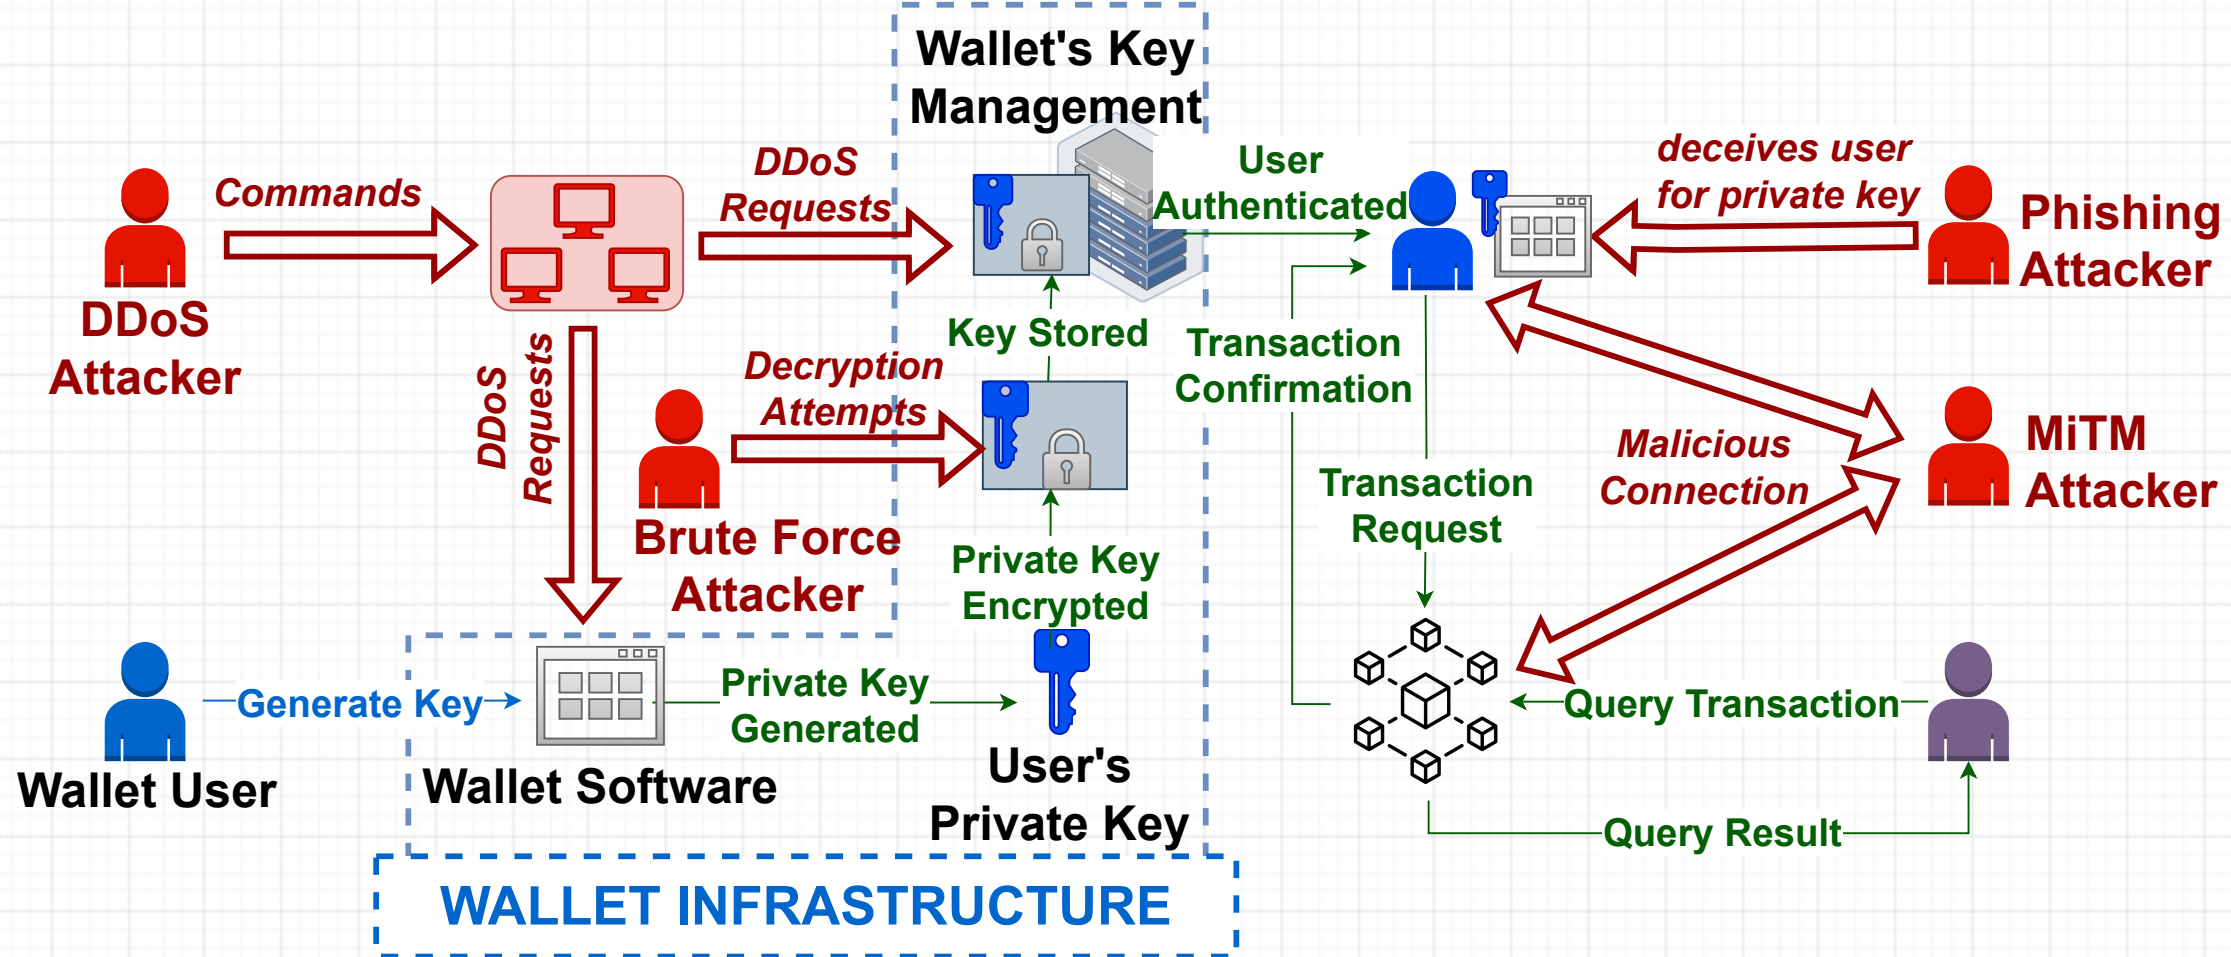 Wallet's Key
Management
DDoS
Attacker
Commands
DDoS
Requests
DDoS
Requests
Brute Force
Attacker
Decryption
Attempts
Wallet User
Generate Key
Wallet Software
Private Key
Generated
User's
Private Key
Private Key
Encrypted
Key Stored
User
Authenticated
Transaction
Confirmation
Transaction
Request
deceives user
for private key
Phishing
Attacker
Malicious
Connection
MiTM
Attacker
Query Transaction
Query Result
WALLET INFRASTRUCTURE